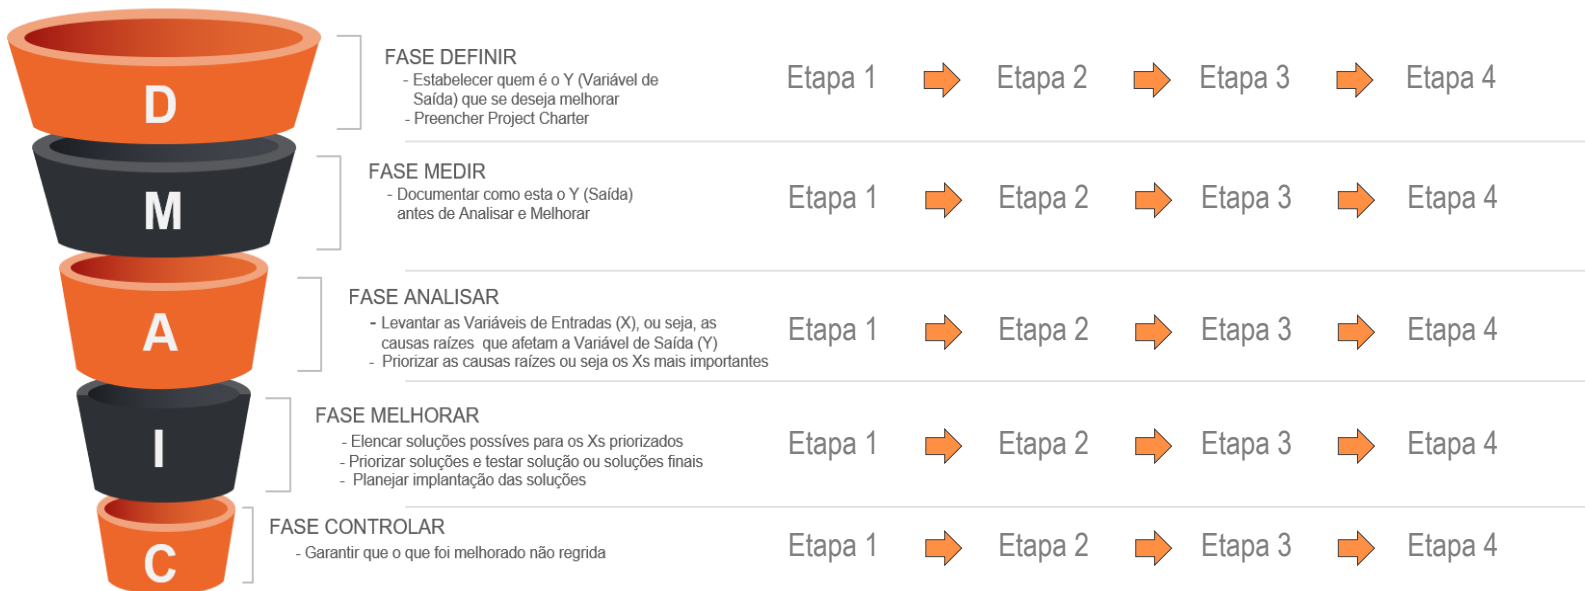 D
FASE DEFINIR
- Estabelecer quem é o Y (Variável de
Saída) que se deseja melhorar
- Preencher Project Charter
Etapa 1 Etapa 2 Etapa 3 Etapa 4
M
FASE MEDIR
- Documentar como esta o Y (Saída)
antes de Analisar e Melhorar
Etapa 1 Etapa 2 Etapa 3 Etapa 4
A
FASE ANALISAR
- Levantar as Variáveis de Entradas (X), ou seja, as
causas raízes que afetam a Variável de Saída (Y)
- Priorizar as causas raízes ou seja os Xs mais importantes
Etapa 1 Etapa 2 Etapa 3 Etapa 4
I
FASE MELHORAR
- Elencar soluções possíves para os Xs priorizados
- Priorizar soluções e testar solução ou soluções finais
- Planejar implantação das soluções
Etapa 1 Etapa 2 Etapa 3 Etapa 4
C
FASE CONTROLAR
- Garantir que o que foi melhorado não regrida
Etapa 1 Etapa 2 Etapa 3 Etapa 4